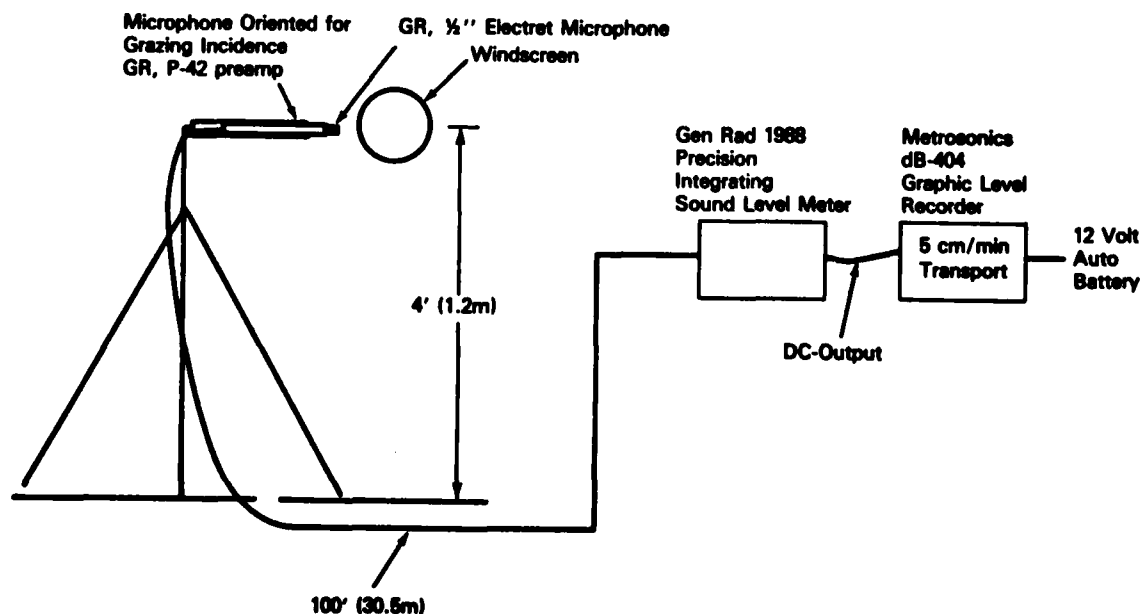 Microphone Oriented for
Grazing Incidence
GR, P-42 preamp
GR, ½'' Electret Microphone
Windscreen
4' (1.2m)
100' (30.5m)
Gen Rad 1988
Precision
Integrating
Sound Level Meter
DC-Output
Metrosonics
dB-404
Graphic Level
Recorder
5 cm/min
Transport
12 Volt
Auto
Battery